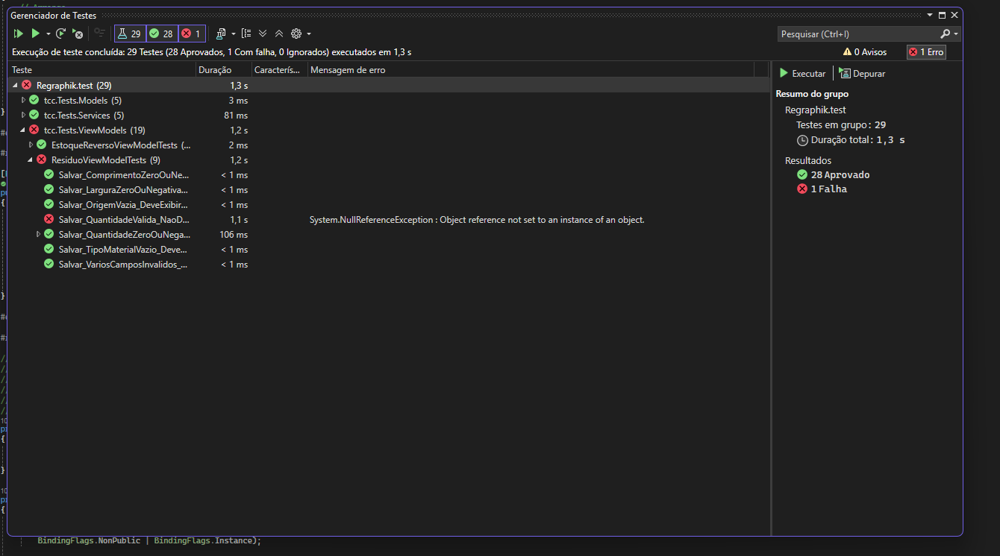 Gerenciador de Testes
29 28 1
Pesquisar (Ctrl+I)
Execução de teste concluída: 29 Testes (28 Aprovados, 1 Com falha, 0 Ignorados) executados em 1,3 s
0 Avisos 1 Erro
Teste Duração Caracterís... Mensagem de erro
Regraphik.test (29) 1,3 s
tcc.Tests.Models (5) 3 ms
tcc.Tests.Services (5) 81 ms
tcc.Tests.ViewModels (19) 1,2 s
EstoqueReversoViewModelTests (... 2 ms
ResiduoViewModelTests (9) 1,2 s
Salvar_ComprimentoZeroOuNe... < 1 ms
Salvar_LarguraZeroOuNegativa... < 1 ms
Salvar_OrigemVazia_DeveExibir... < 1 ms
Salvar_QuantidadeValida_NaoD... 1,1 s System.NullReferenceException : Object reference not set to an instance of an object.
Salvar_QuantidadeZeroOuNega... 106 ms
Salvar_TipoMaterialVazio_Deve... < 1 ms
Salvar_VariosCamposInvalidos_... < 1 ms
Executar Depurar
Resumo do grupo
Regraphik.test
Testes em grupo: 29
Duração total: 1,3 s
Resultados
28 Aprovado
1 Falha
BindingFlags.NonPublic | BindingFlags.Instance);